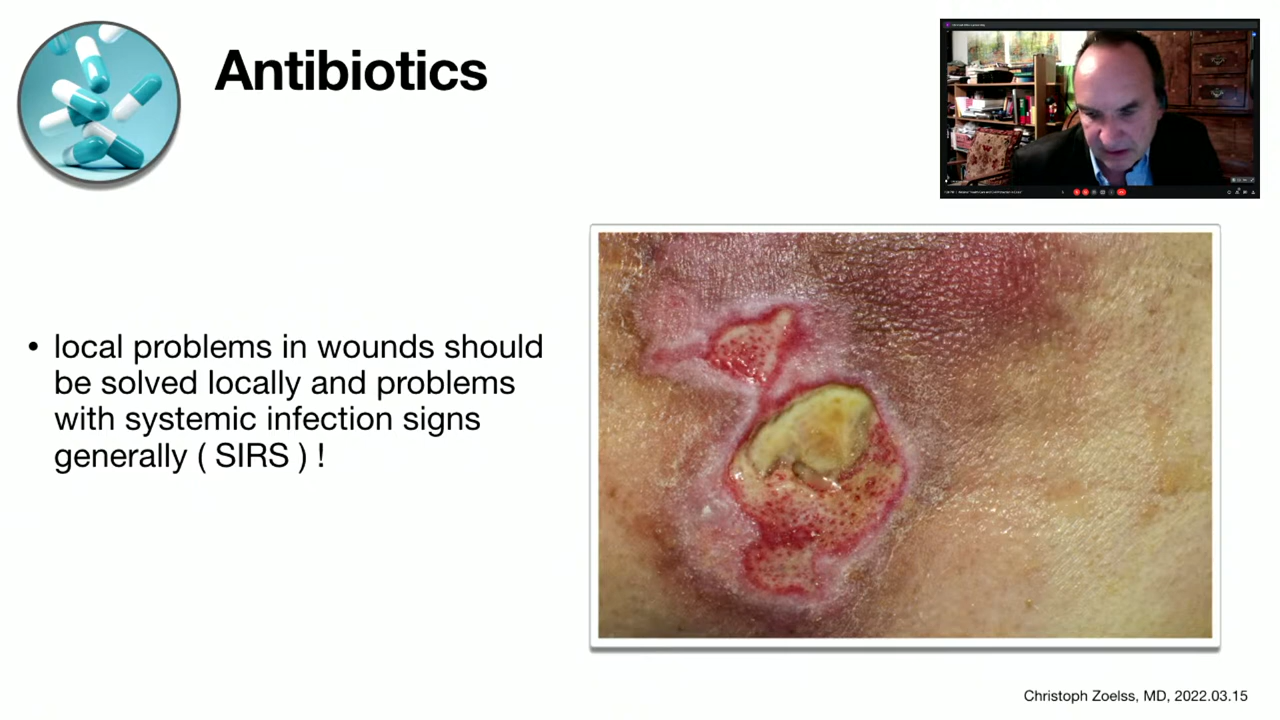 Antibiotics
• local problems in wounds should
be solved locally and problems
with systemic infection signs
generally ( SIRS ) !
Christoph Zoelss, MD, 2022.03.15